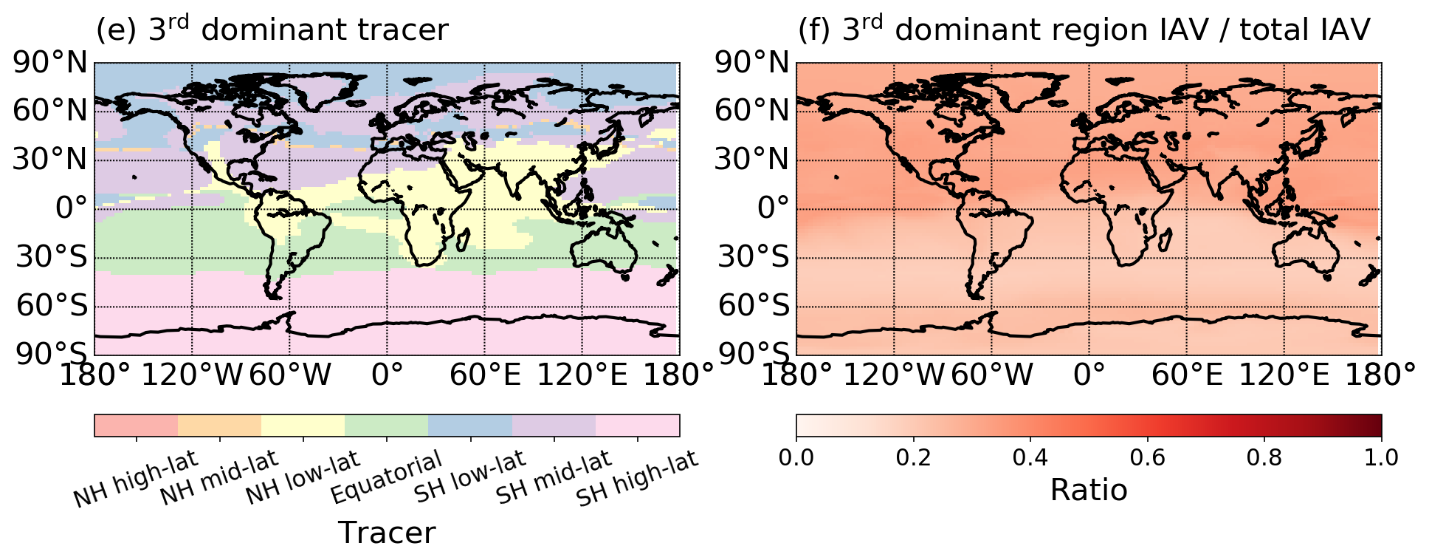 (e) 3rd dominant tracer
90°N
60°N
30°N
0°
30°S
60°S
90°S
180° 120°W 60°W 0° 60°E 120°E 180°
NH high-lat NH mid-lat NH low-lat Equatorial SH low-lat SH mid-lat SH high-lat
Tracer
(f) 3rd dominant region IAV / total IAV
90°N
60°N
30°N
0°
30°S
60°S
90°S
180° 120°W 60°W 0° 60°E 120°E 180°
0.0 0.2 0.4 0.6 0.8 1.0
Ratio